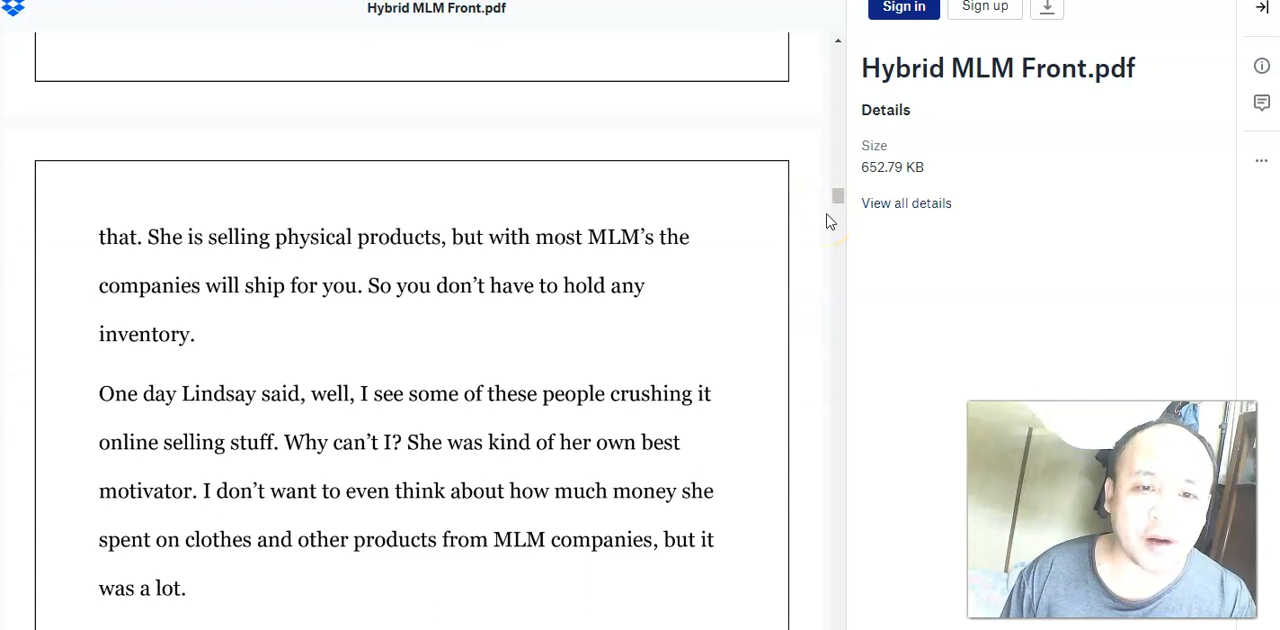 Hybrid MLM Front.pdf
Sign in
Sign up
Hybrid MLM Front.pdf
Details
Size
652.79 KB
View all details
that. She is selling physical products, but with most MLM's the
companies will ship for you. So you don't have to hold any
inventory.
One day Lindsay said, well, I see some of these people crushing it
online selling stuff. Why can't I? She was kind of her own best
motivator. I don't want to even think about how much money she
spent on clothes and other products from MLM companies, but it
was a lot.